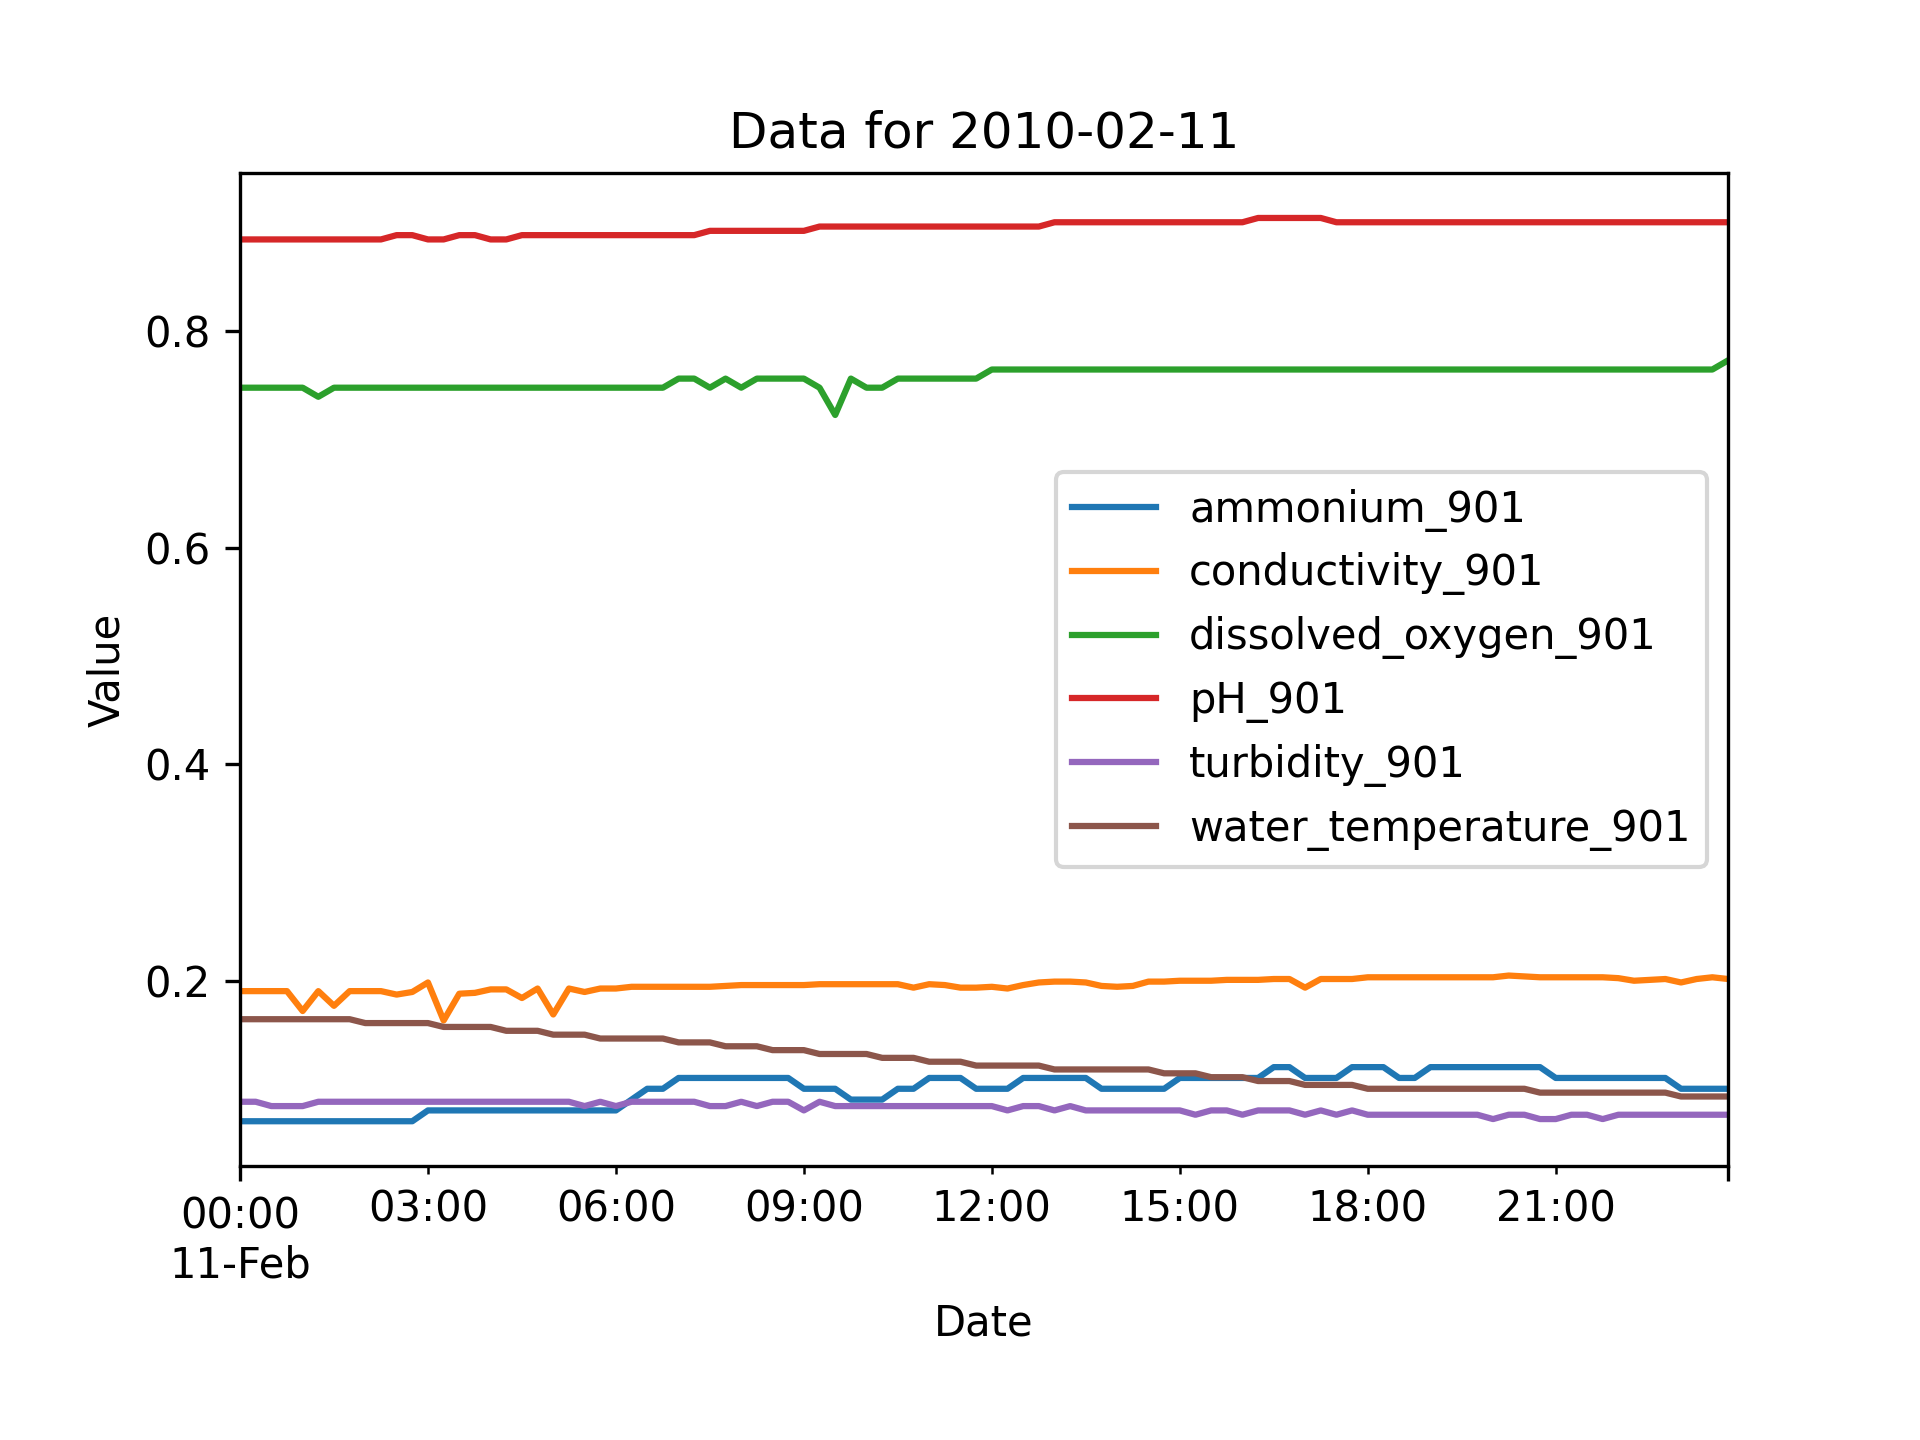 Data for 2010-02-11
Value
0.8
0.6
0.4
0.2
ammonium_901
conductivity_901
dissolved_oxygen_901
pH_901
turbidity_901
water_temperature_901
00:00 03:00 06:00 09:00 12:00 15:00 18:00 21:00
11-Feb
Date